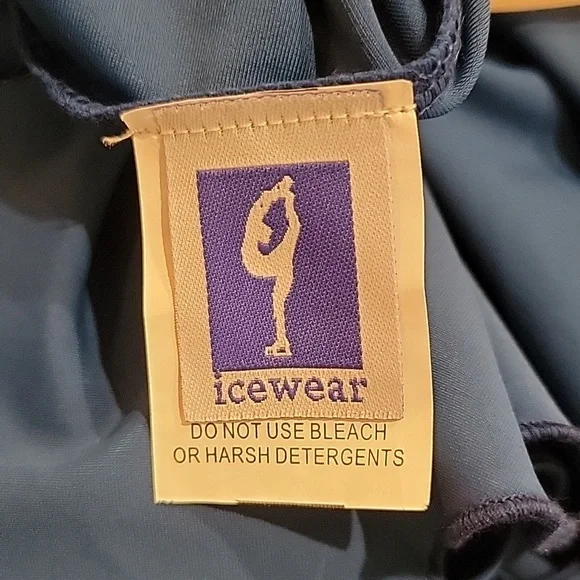 icewear
DO NOT USE BLEACH
OR HARSH DETERGENTS